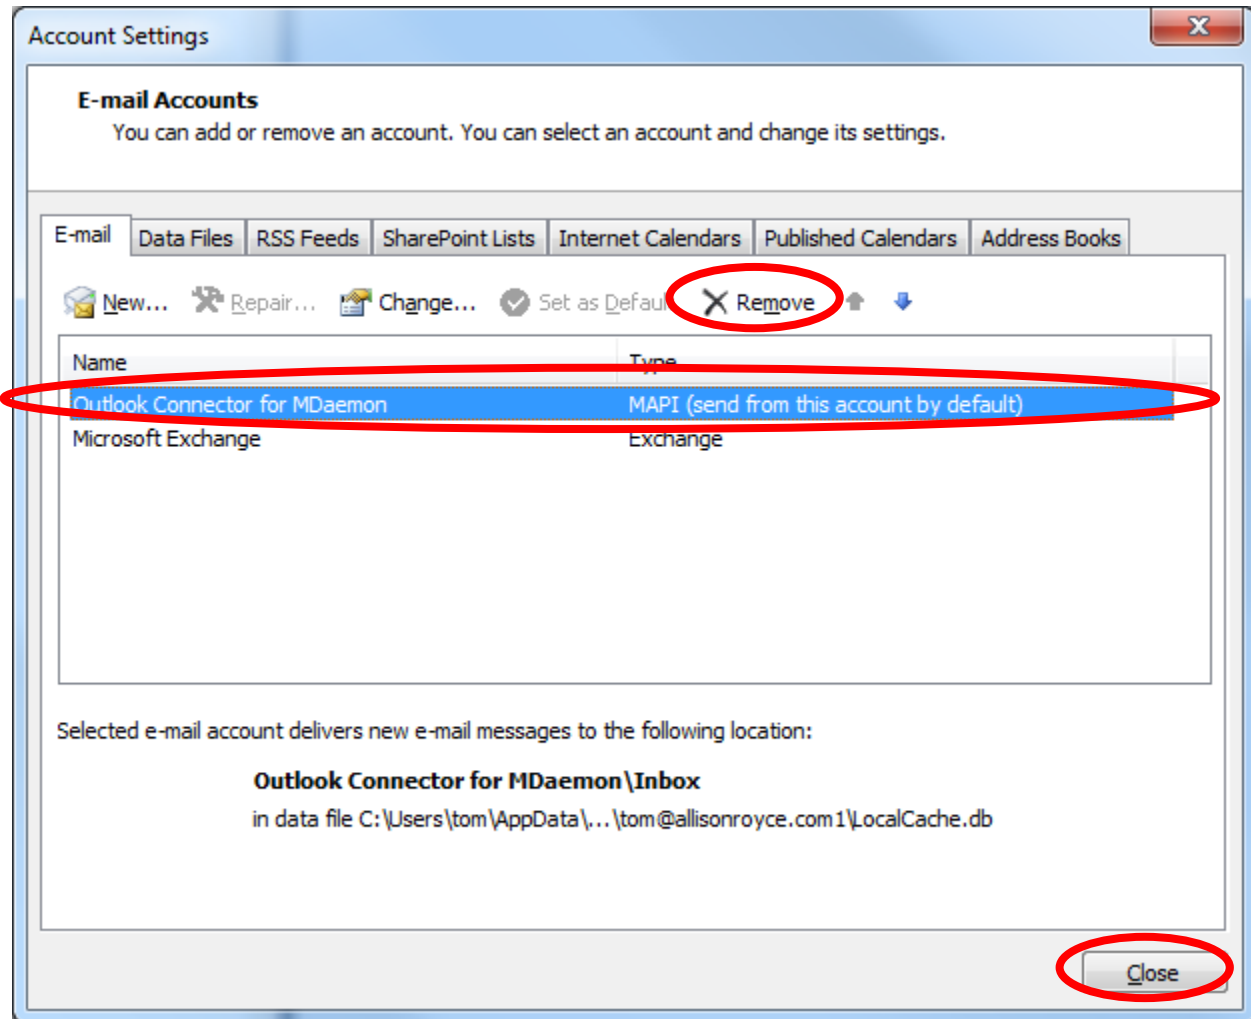 Account Settings
E-mail Accounts
You can add or remove an account. You can select an account and change its settings.
E-mail Data Files RSS Feeds SharePoint Lists Internet Calendars Published Calendars Address Books
New... Repair... Change... Set as Defaul Remove
Name Type
Outlook Connector for MDaemon MAPI (send from this account by default)
Microsoft Exchange Exchange
Selected e-mail account delivers new e-mail messages to the following location:
Outlook Connector for MDaemon\Inbox
in data file C:\Users\tom\AppData\...\tom@allisonroyce.com1\LocalCache.db
Close